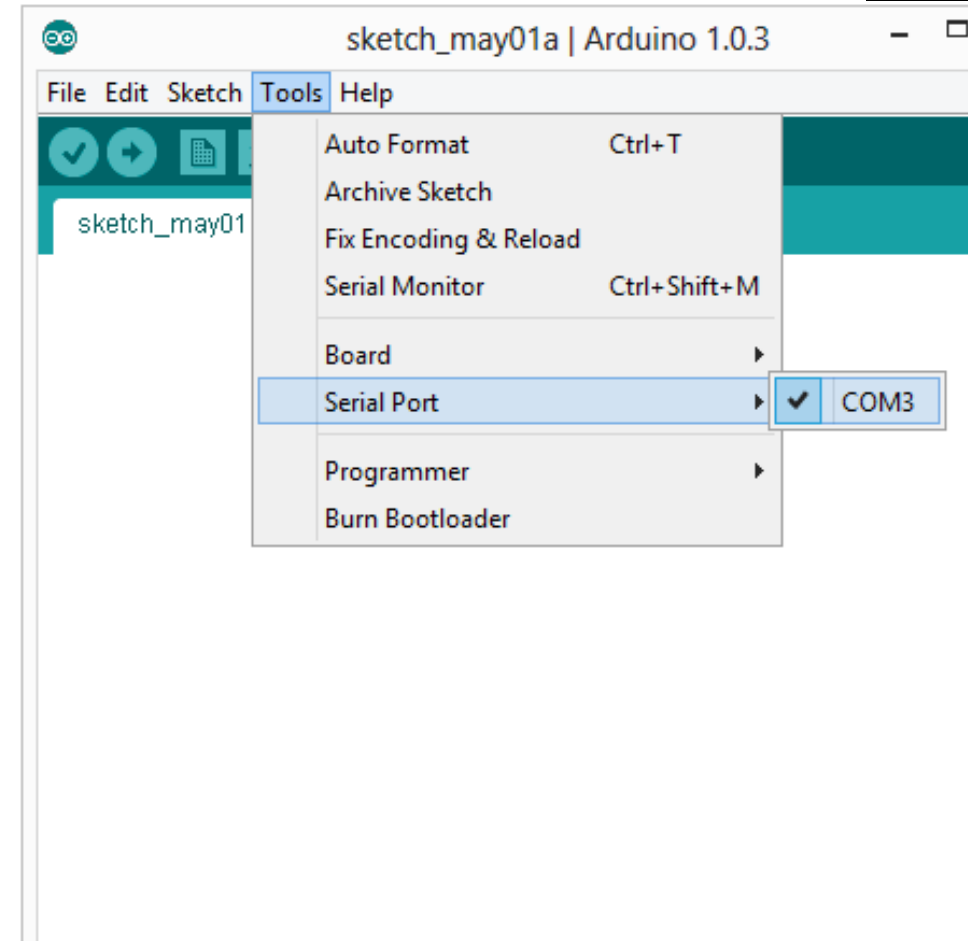 sketch_may01a | Arduino 1.0.3
File Edit Sketch Tools Help
sketch_may01
Auto Format Ctrl+T
Archive Sketch
Fix Encoding & Reload
Serial Monitor Ctrl+Shift+M
Board
Serial Port
COM3
Programmer
Burn Bootloader